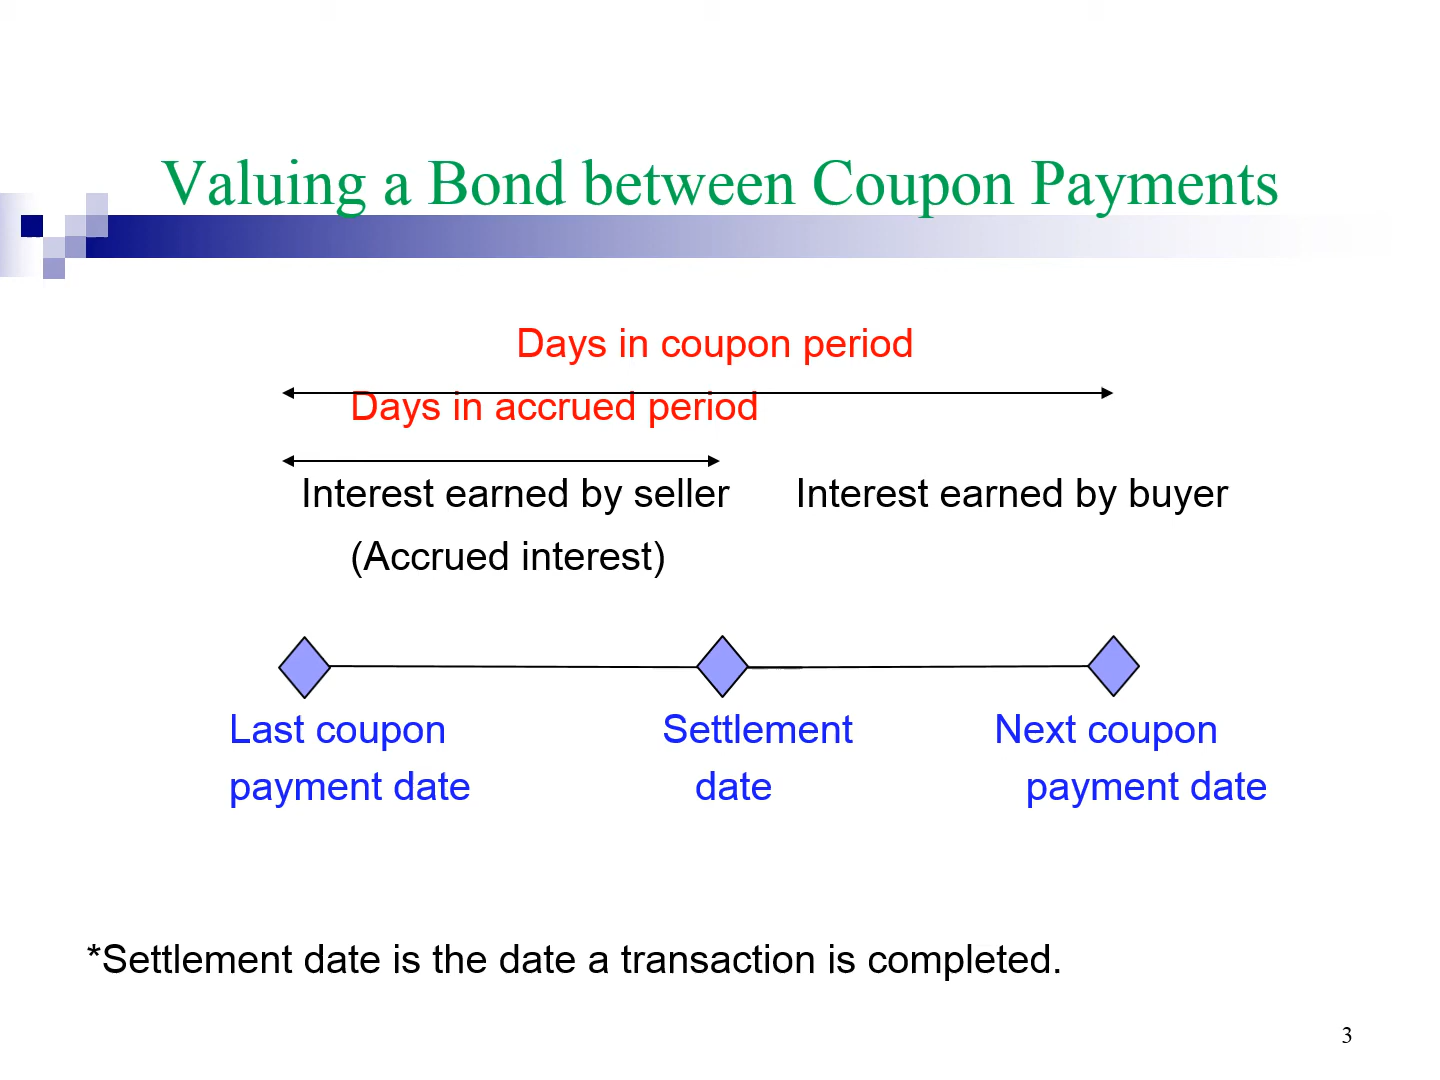 Valuing a Bond between Coupon Payments
Days in coupon period
Days in accrued period
Interest earned by seller Interest earned by buyer
(Accrued interest)
Last coupon Settlement Next coupon
payment date date payment date
*Settlement date is the date a transaction is completed.
3